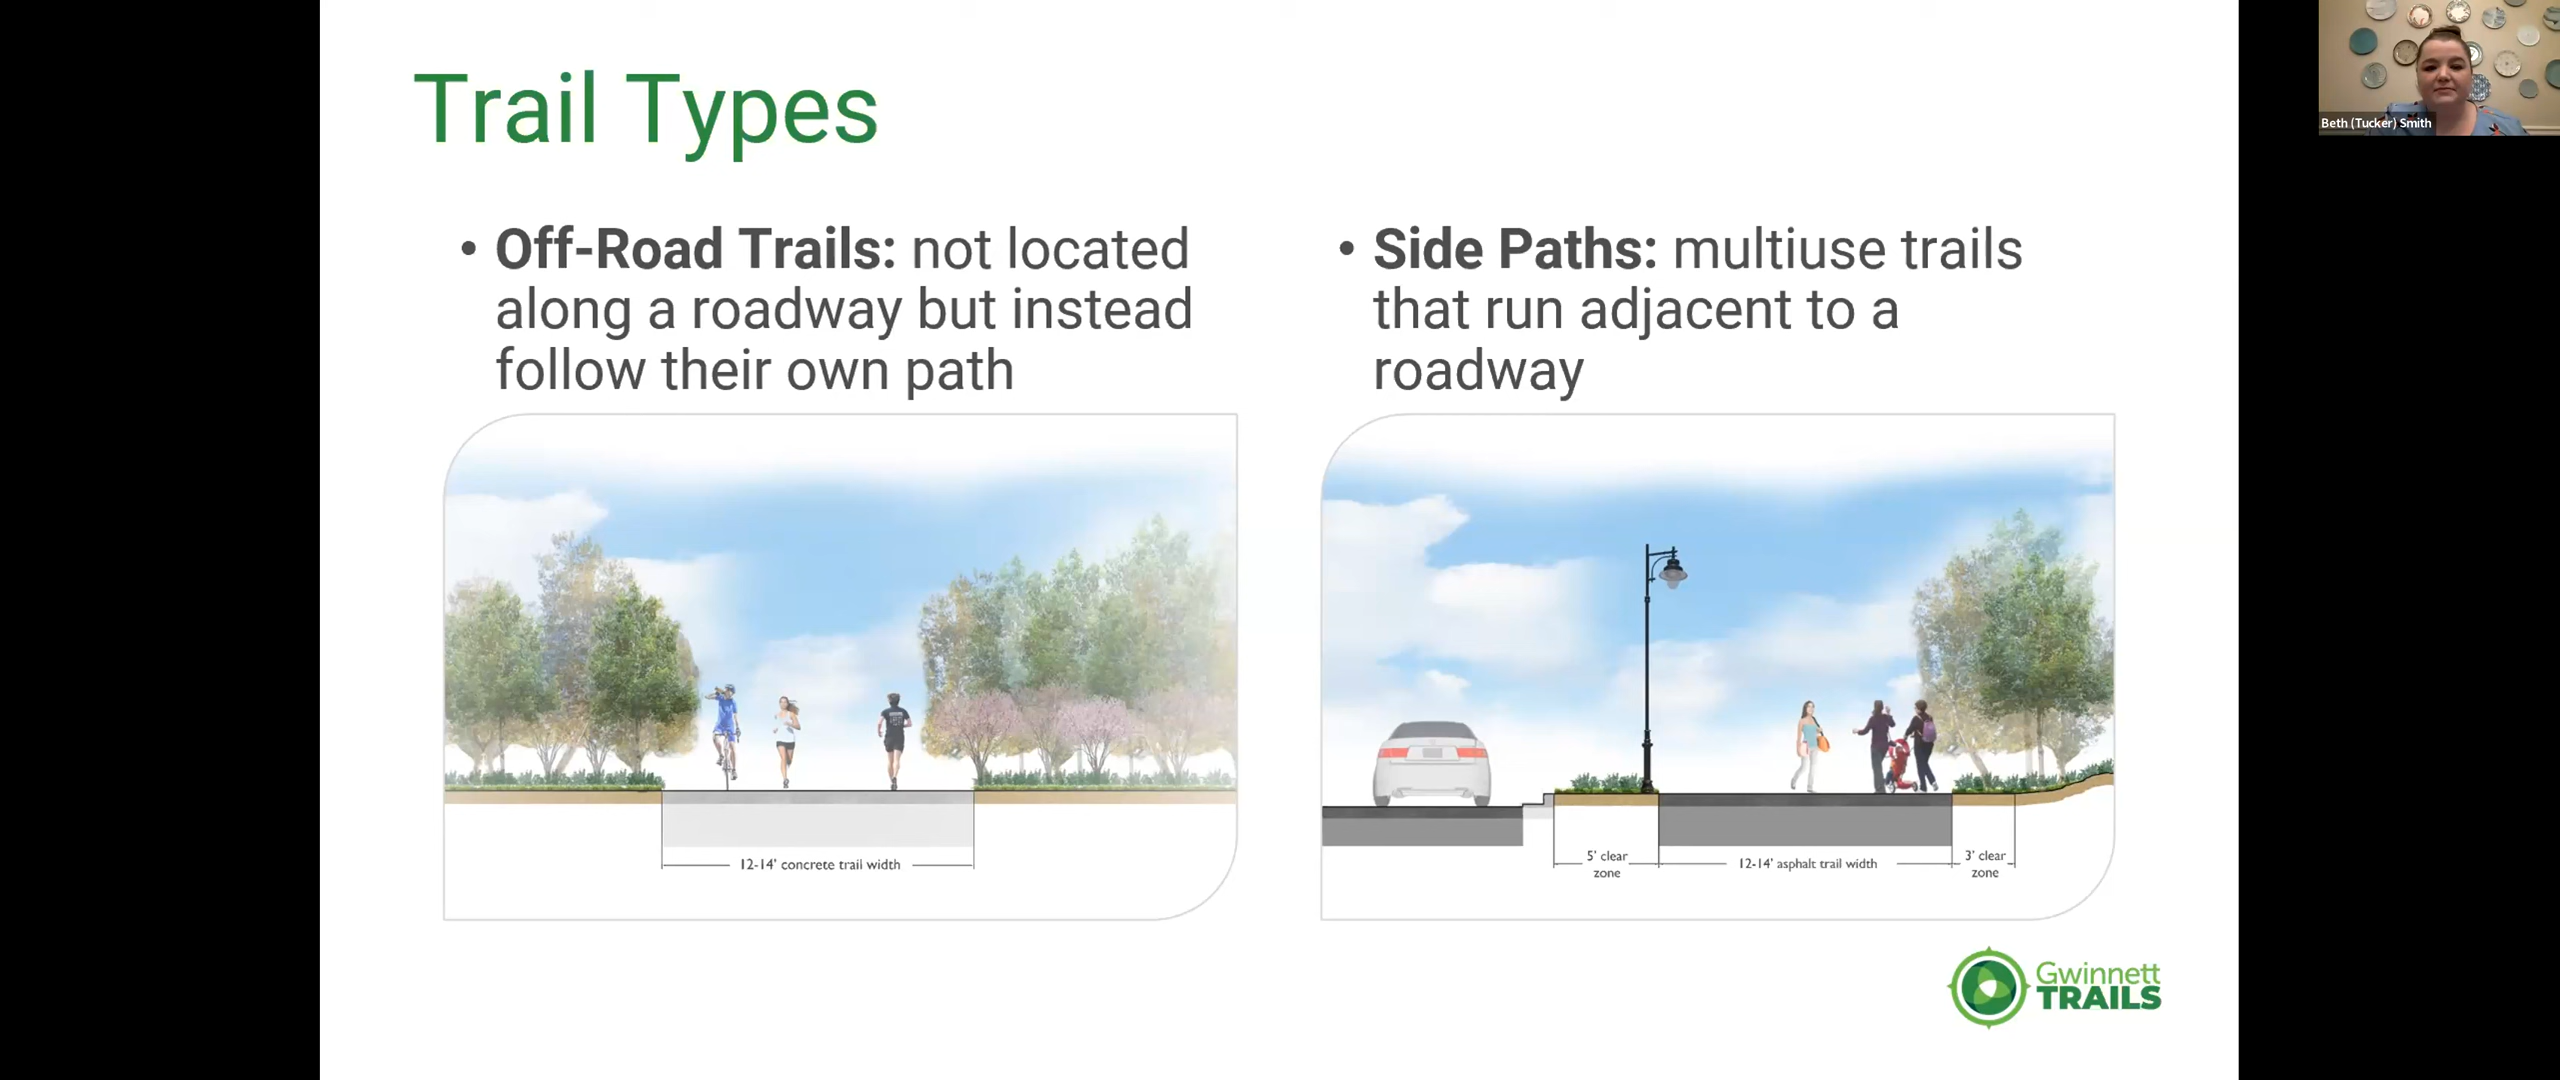 Trail Types
• Off-Road Trails: not located
along a roadway but instead
follow their own path
• Side Paths: multiuse trails
that run adjacent to a
roadway
12-14' concrete trail width
5' clear
zone
12-14' asphalt trail width
3' clear
zone
Gwinnett
TRAILS
Beth (Tucker) Smith